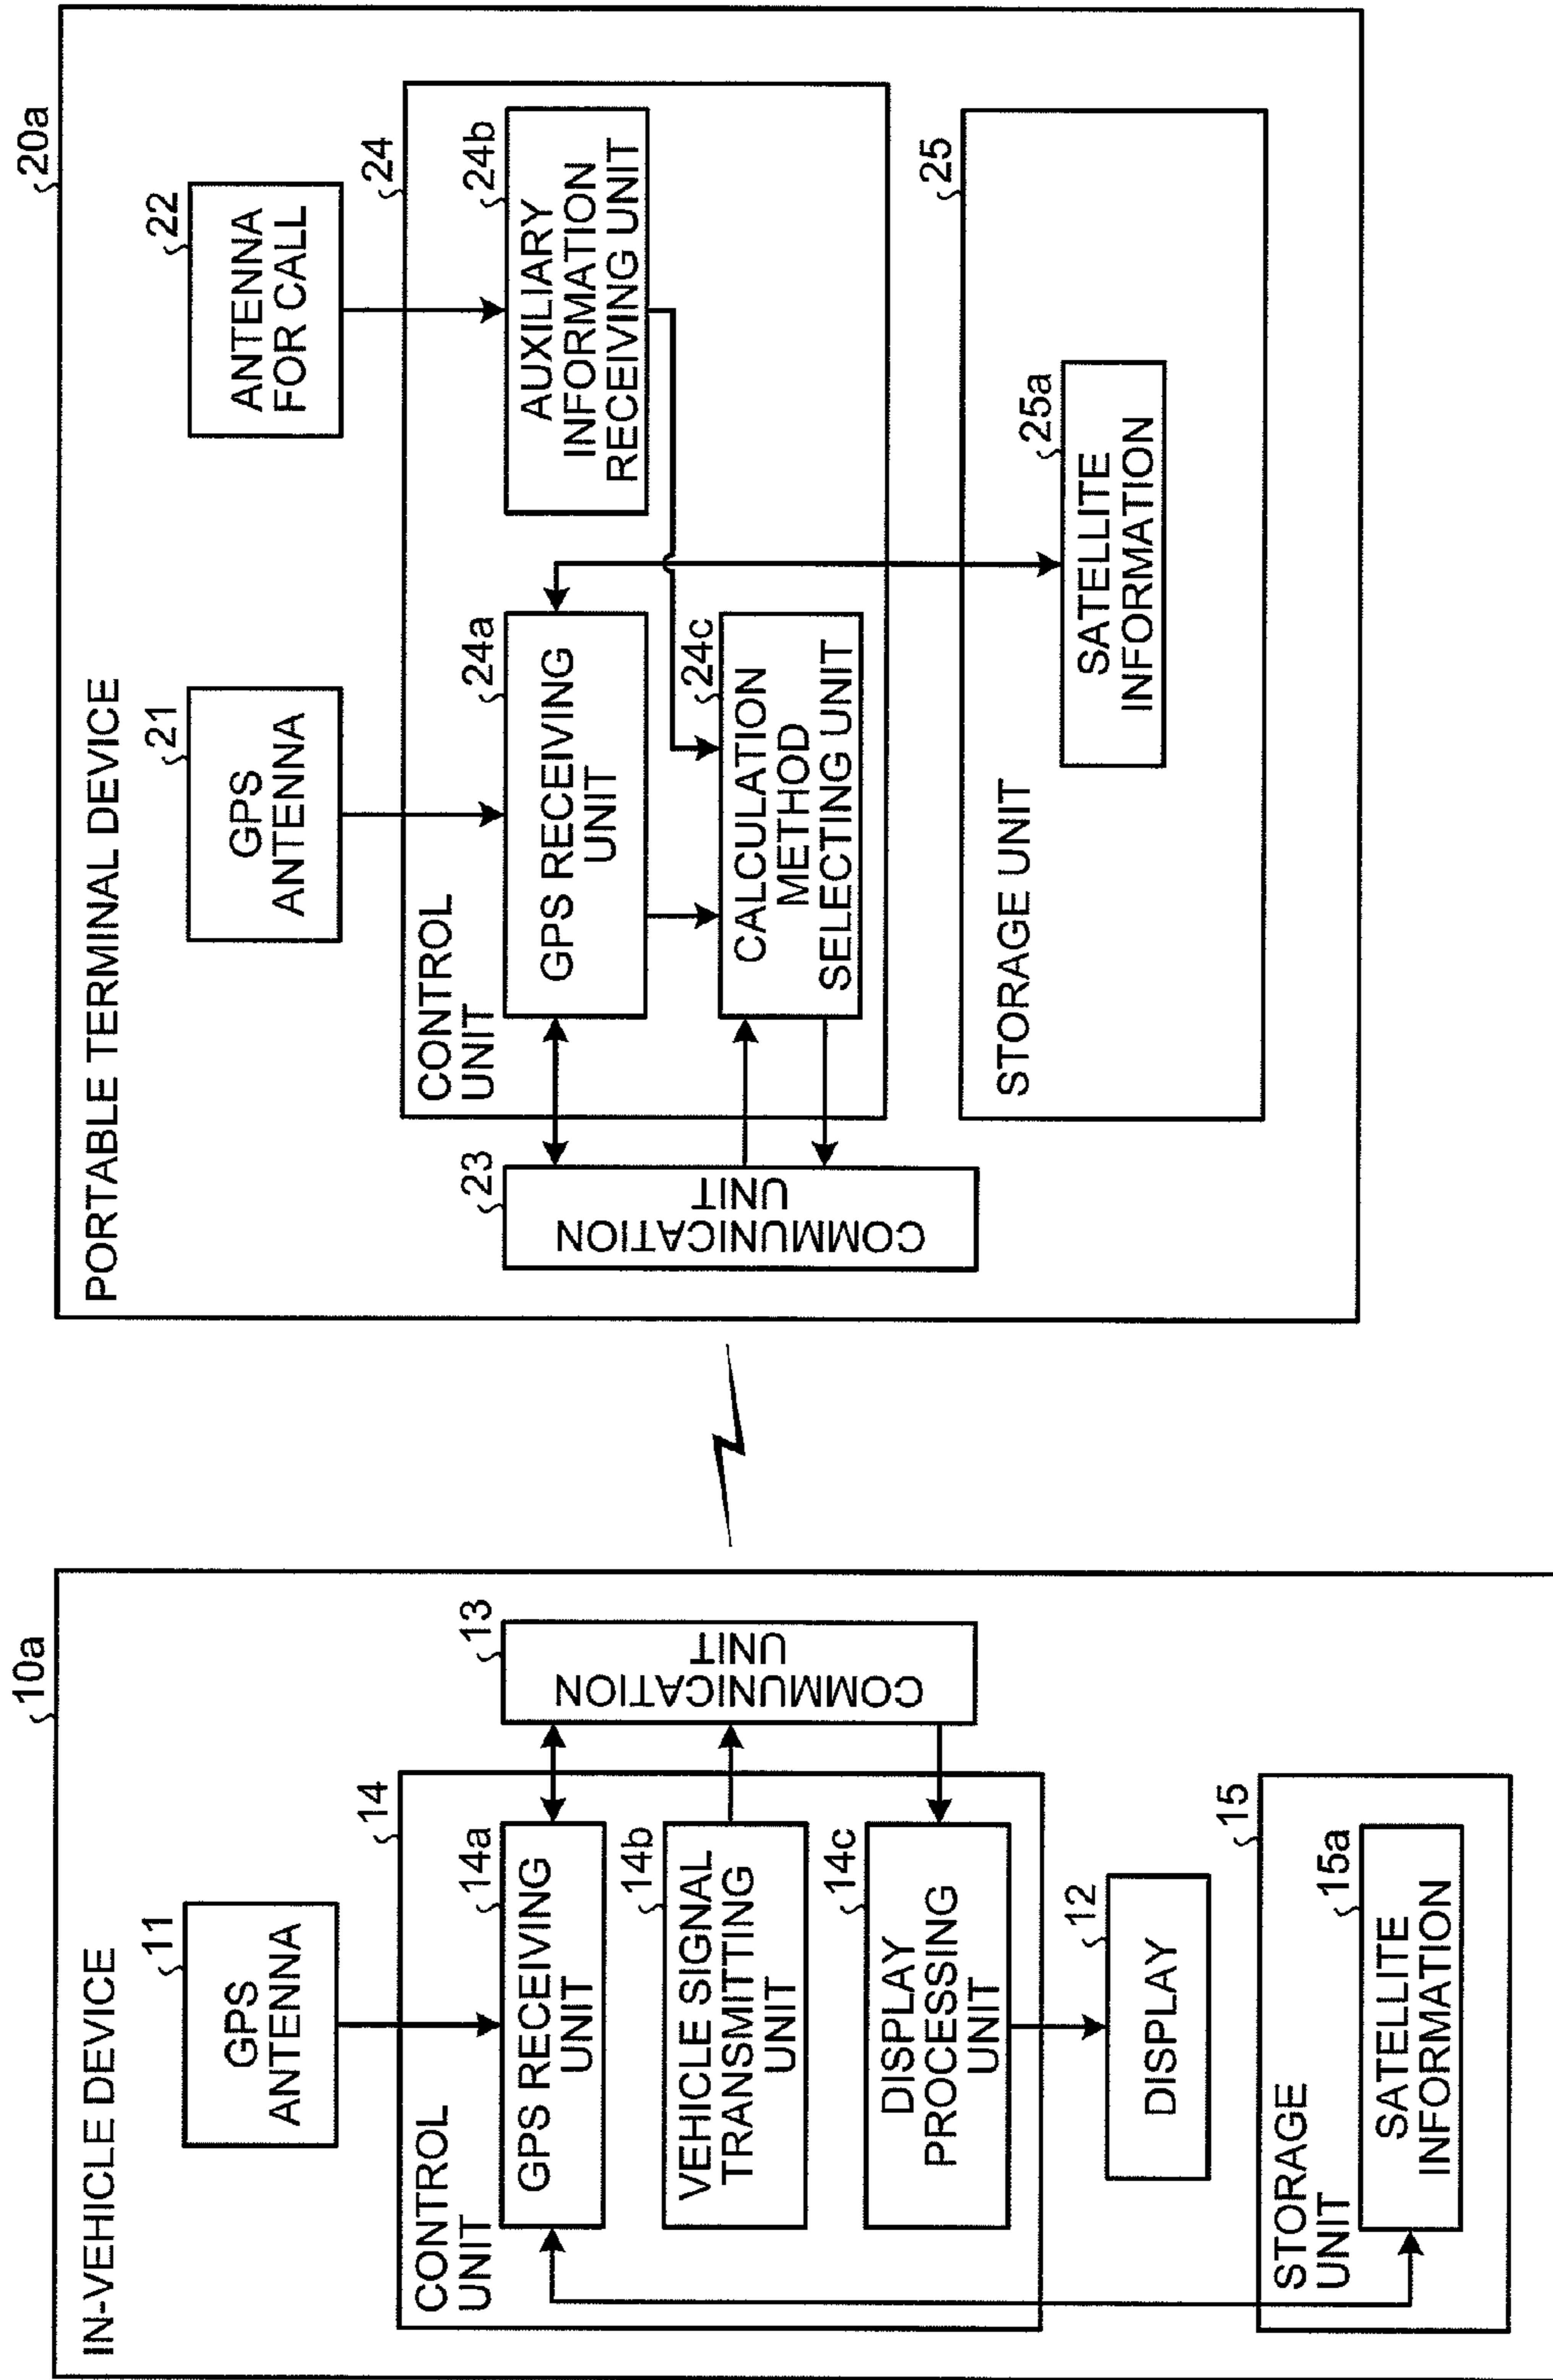 IN-VEHICLE DEVICE
10a
11
GPS
ANTENNA
CONTROL
UNIT
14
14a
GPS RECEIVING
UNIT
14b
VEHICLE SIGNAL
TRANSMITTING
UNIT
14c
DISPLAY
PROCESSING
UNIT
13
COMMUNICATION
UNIT
12
DISPLAY
STORAGE
UNIT
15
15a
SATELLITE
INFORMATION
PORTABLE TERMINAL DEVICE
20a
21
GPS
ANTENNA
22
ANTENNA
FOR CALL
23
COMMUNICATION
UNIT
CONTROL
UNIT
24
24a
GPS RECEIVING
UNIT
24b
AUXILIARY
INFORMATION
RECEIVING UNIT
24c
CALCULATION
METHOD
SELECTING UNIT
STORAGE UNIT
25
25a
SATELLITE
INFORMATION